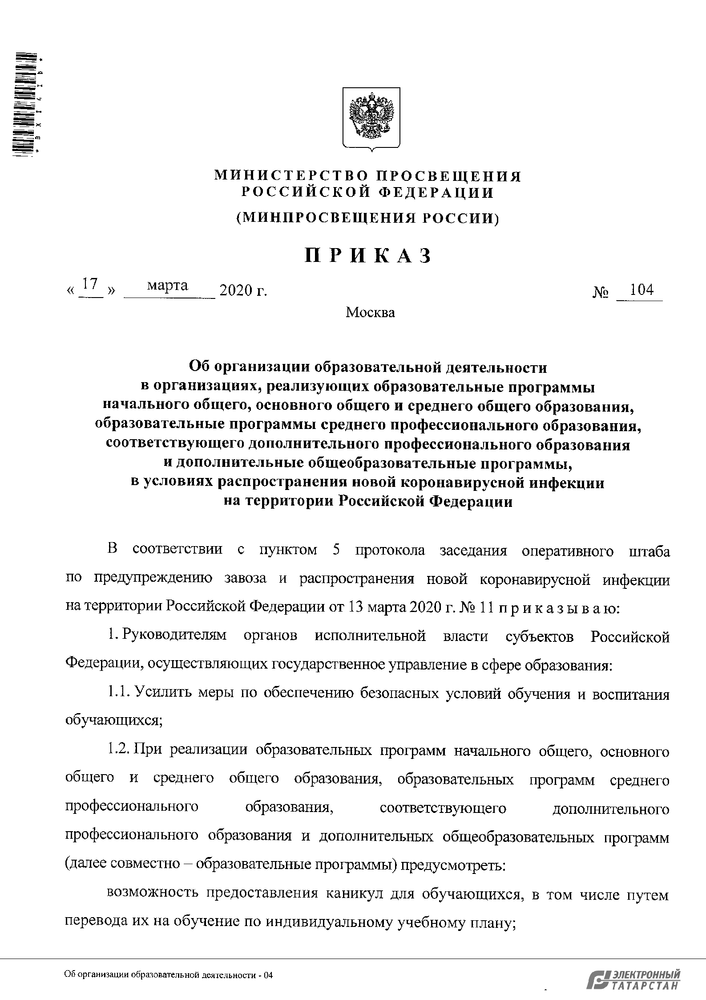 МИНИСТЕРСТВО ПРОСВЕЩЕНИЯ
РОССИЙСКОЙ ФЕДЕРАЦИИ
(МИНПРОСВЕЩЕНИЯ РОССИИ)
ПРИКАЗ
« 17 » марта 2020 г. № 104
Москва
Об организации образовательной деятельности
в организациях, реализующих образовательные программы
начального общего, основного общего и среднего общего образования,
образовательные программы среднего профессионального образования,
соответствующего дополнительного профессионального образования
и дополнительные общеобразовательные программы,
в условиях распространения новой коронавирусной инфекции
на территории Российской Федерации
В соответствии с пунктом 5 протокола заседания оперативного штаба
по предупреждению завоза и распространения новой коронавирусной инфекции
на территории Российской Федерации от 13 марта 2020 г. № 11 п р и к а з ы в а ю:
1. Руководителям органов исполнительной власти субъектов Российской
Федерации, осуществляющих государственное управление в сфере образования:
1.1. Усилить меры по обеспечению безопасных условий обучения и воспитания
обучающихся;
1.2. При реализации образовательных программ начального общего, основного
общего и среднего общего образования, образовательных программ среднего
профессионального образования, соответствующего дополнительного
профессионального образования и дополнительных общеобразовательных программ
(далее совместно – образовательные программы) предусмотреть:
возможность предоставления каникул для обучающихся, в том числе путем
перевода их на обучение по индивидуальному учебному плану;
Об организации образовательной деятельности - 04
ЭЛЕКТРОННЫЙ
ТАТАРСТАН